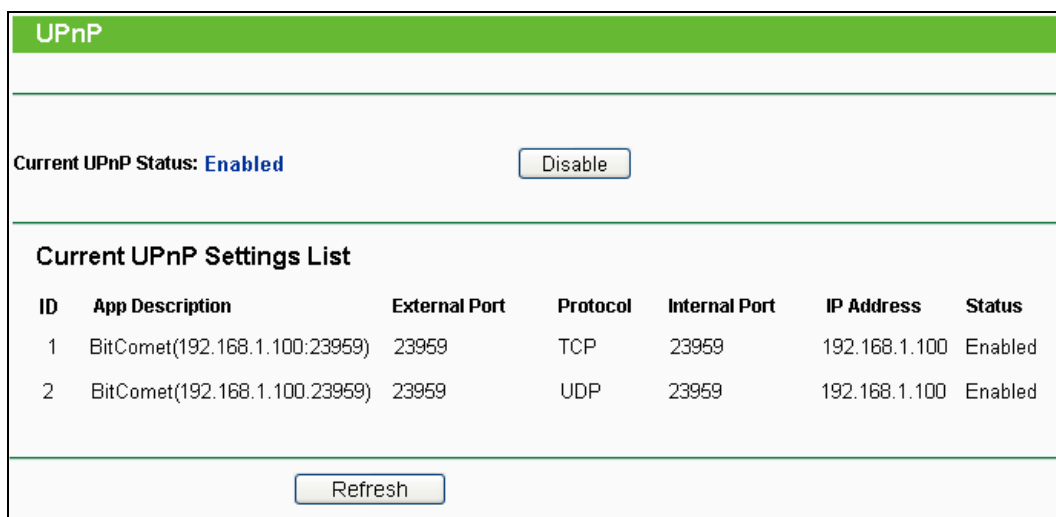 UPnP
Current UPnP Status: Enabled Disable
Current UPnP Settings List
ID App Description External Port Protocol Internal Port IP Address Status
1 BitComet(192.168.1.100:23959) 23959 TCP 23959 192.168.1.100 Enabled
2 BitComet(192.168.1.100.23959) 23959 UDP 23959 192.168.1.100 Enabled
Refresh